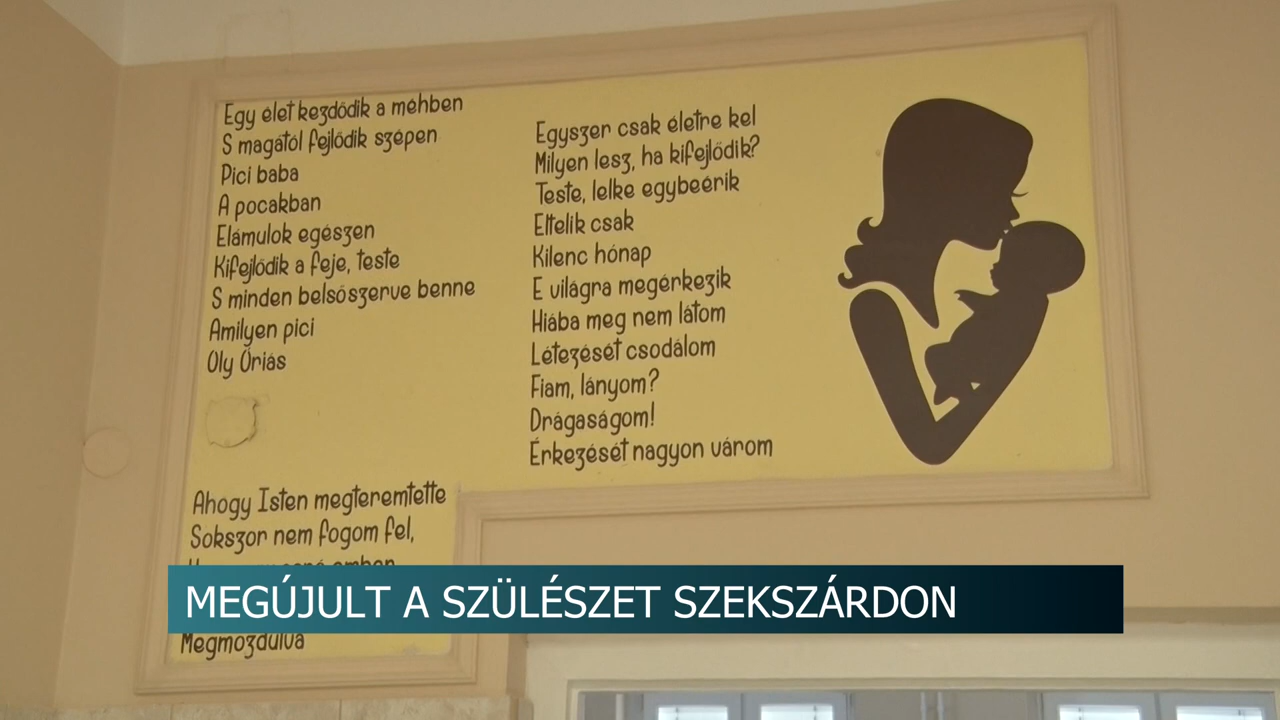 Egy élet kezdődik a méhben
S magától fejlődik szépen
Pici baba
A pocakban
Elámulok egészen
Kifejlődik a feje, teste
S minden belsőszerve benne
Amilyen pici
Oly Óriás
Ahogy Isten megteremtette
Sokszor nem fogom fel,
Megmozdulva
Egyszer csak életre kel
Milyen lesz, ha kifejlődik?
Teste, lelke egybeérik
Eltelik csak
Kilenc hónap
E világra megérkezik
Hiába meg nem látom
Létezését csodálom
Fiam, lányom?
Drágaságom!
Érkezését nagyon várom
MEGÚJULT A SZÜLÉSZET SZEKSZÁRDON